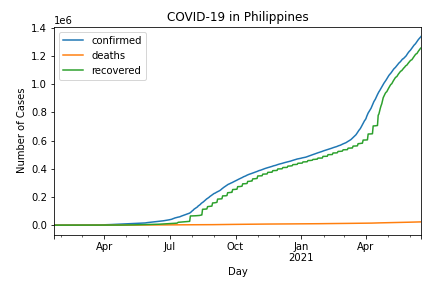 COVID-19 in Philippines
1e6
1.4
1.2
1.0
0.8
0.6
0.4
0.2
0.0
Number of Cases
confirmed
deaths
recovered
Apr
Jul
Oct
Jan
2021
Apr
Day